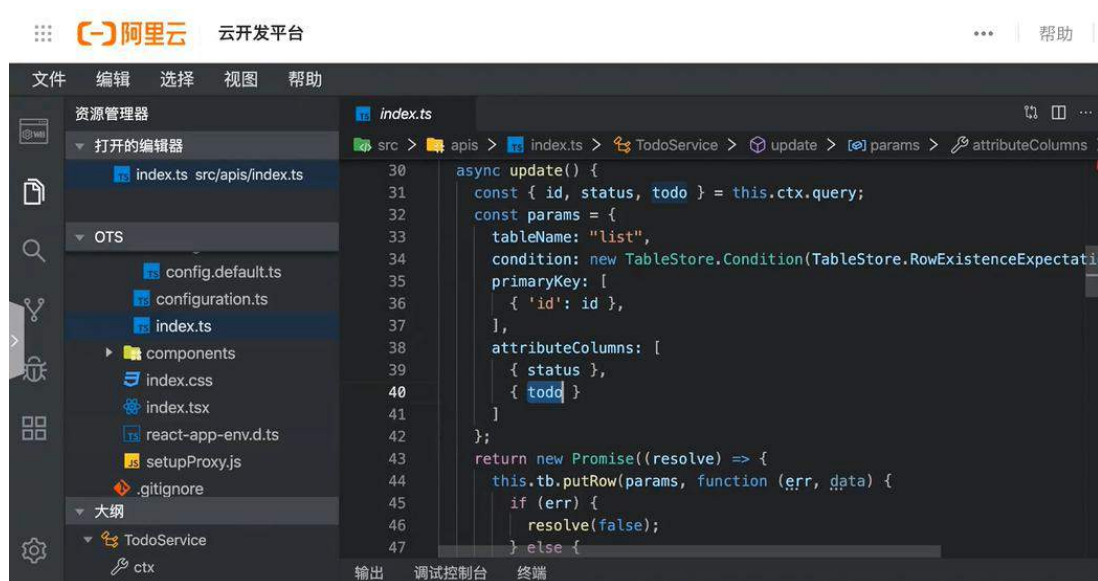 阿里云 云开发平台 ••• 帮助
文件 编辑 选择 视图 帮助
资源管理器
打开的编辑器
index.ts src/apis/index.ts
OTS
config.default.ts
configuration.ts
index.ts
components
index.css
index.tsx
react-app-env.d.ts
setupProxy.js
.gitignore
大纲
TodoService
ctx
index.ts
src > apis > index.ts > TodoService > update > params > attributeColumns
30 async update() {
31 const { id, status, todo } = this.ctx.query;
32 const params = {
33 tableName: "list",
34 condition: new TableStore.Condition(TableStore.RowExistenceExpectati
35 primaryKey: [
36 { 'id': id },
37 ],
38 attributeColumns: [
39 { status },
40 { todo }
41 ]
42 };
43 return new Promise((resolve) => {
44 this.tb.putRow(params, function (err, data) {
45 if (err) {
46 resolve(false);
47 } else {
输出 调试控制台 终端